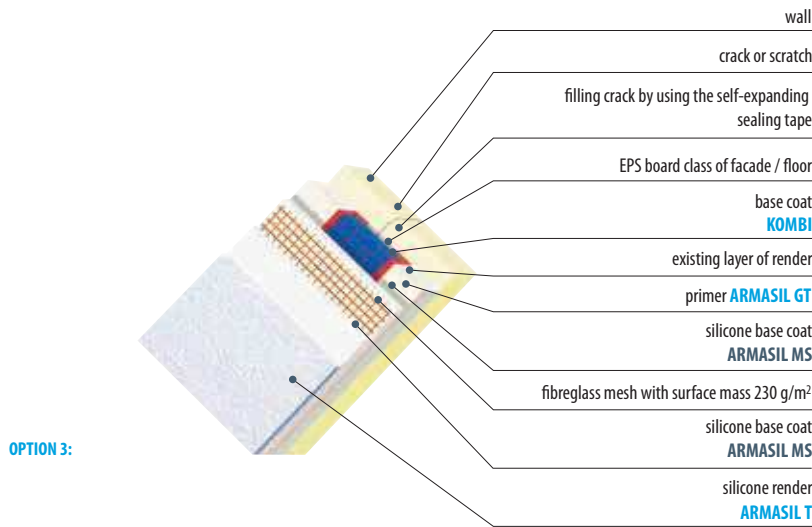 wall
crack or scratch
filling crack by using the self-expanding
sealing tape
EPS board class of facade / floor
base coat
KOMBI
existing layer of render
primer ARMASIL GT
silicone base coat
ARMASIL MS
fibreglass mesh with surface mass 230 g/m²
silicone base coat
ARMASIL MS
OPTION 3:
silicone render
ARMASIL T